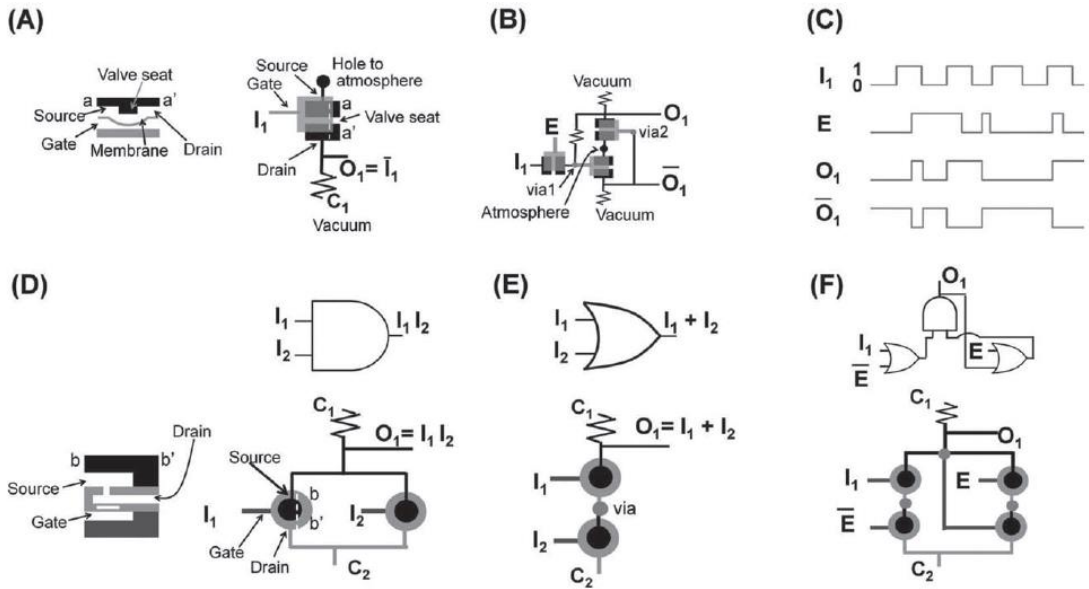 (A)
Valve seat
a a'
Source
Gate
Membrane
Drain
Source
Hole to
atmosphere
Gate
a
I₁
Valve seat
a'
Drain
O₁= I̅₁
C₁
Vacuum
(B)
Vacuum
O₁
E
via2
I₁
via1
O̅₁
Atmosphere
Vacuum
(C)
I₁ 1
0
E
O₁
O̅₁
(D)
I₁
I₂
I₁ I₂
C₁
O₁= I₁ I₂
Drain
b b'
Source
Gate
Source
b
I₁
b'
I₂
Gate
Drain
C₂
(E)
I₁
I₂
I₁ + I₂
C₁
O₁= I₁ + I₂
I₁
via
I₂
C₂
(F)
O₁
I₁
E̅
E
C₁
O₁
I₁
E
E̅
C₂